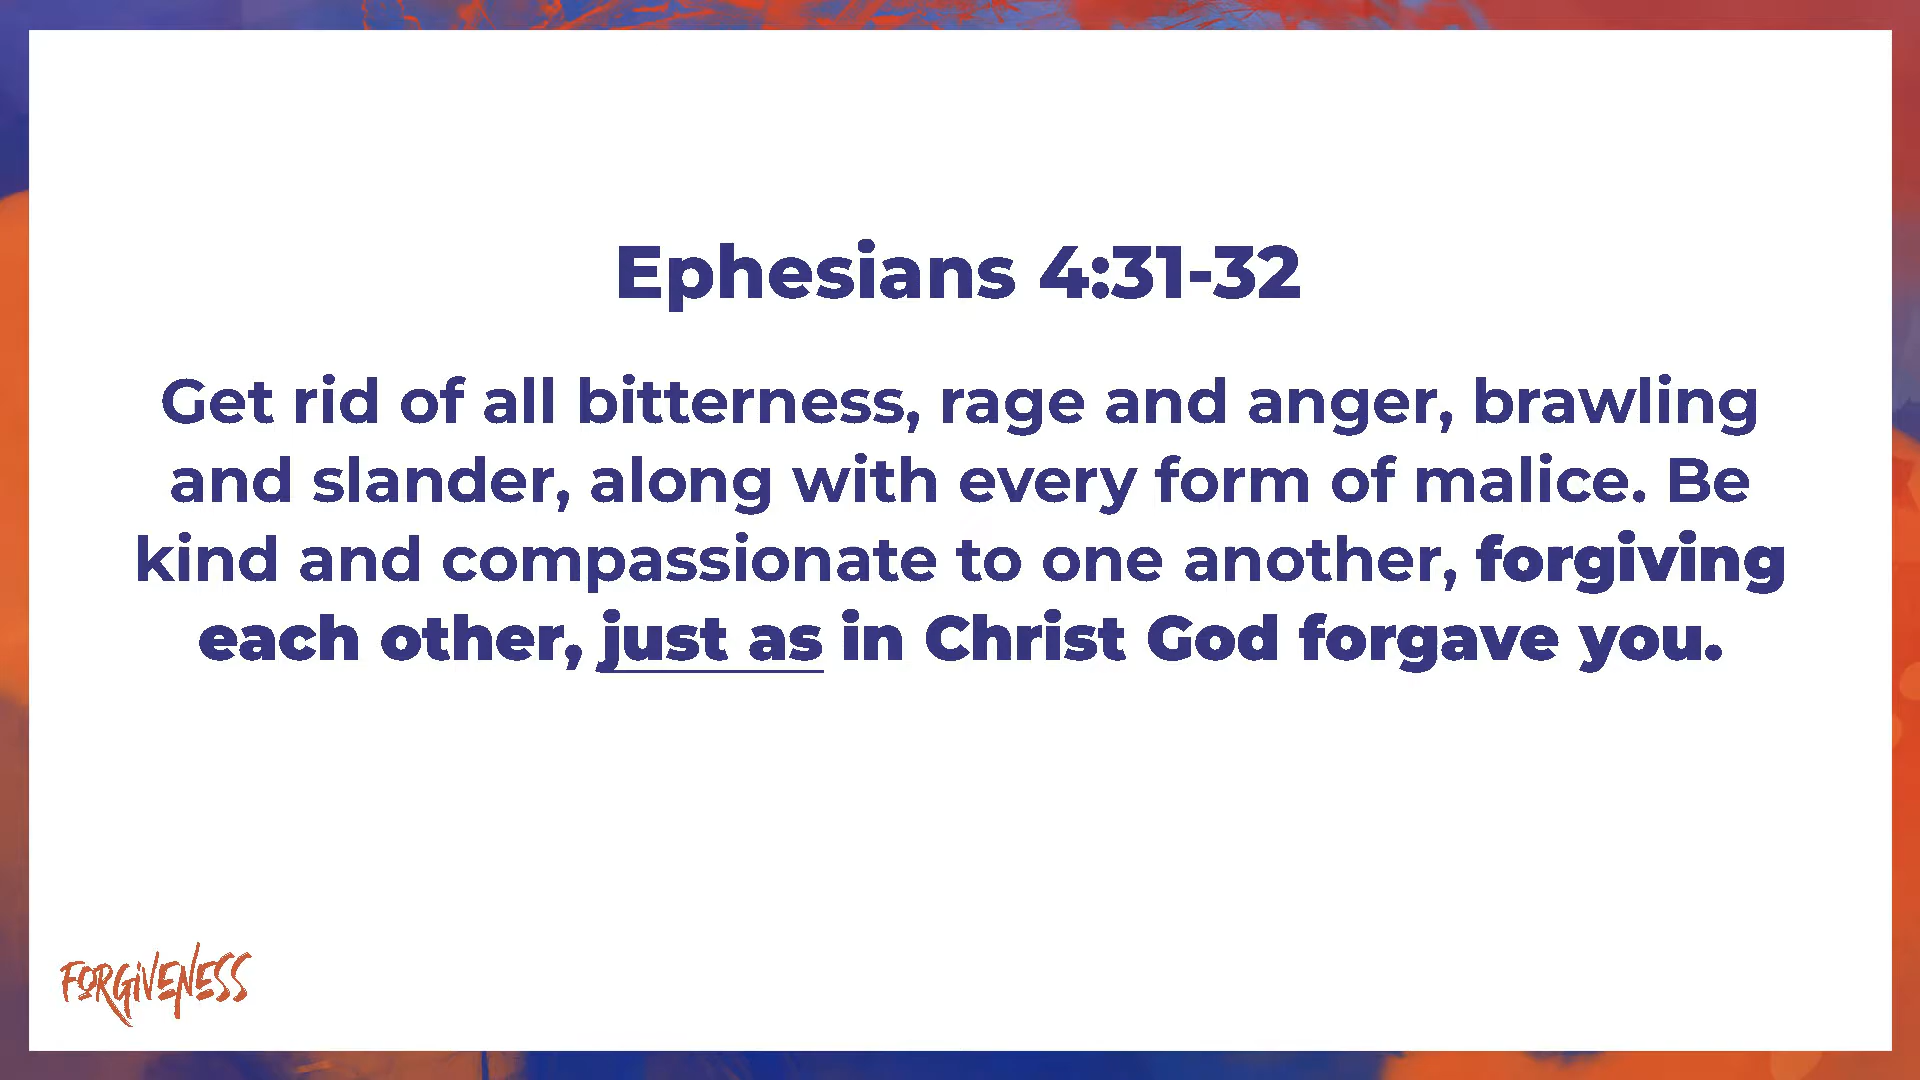 Ephesians 4:31-32
Get rid of all bitterness, rage and anger, brawling
and slander, along with every form of malice. Be
kind and compassionate to one another, forgiving
each other, just as in Christ God forgave you.
FORGIVENESS